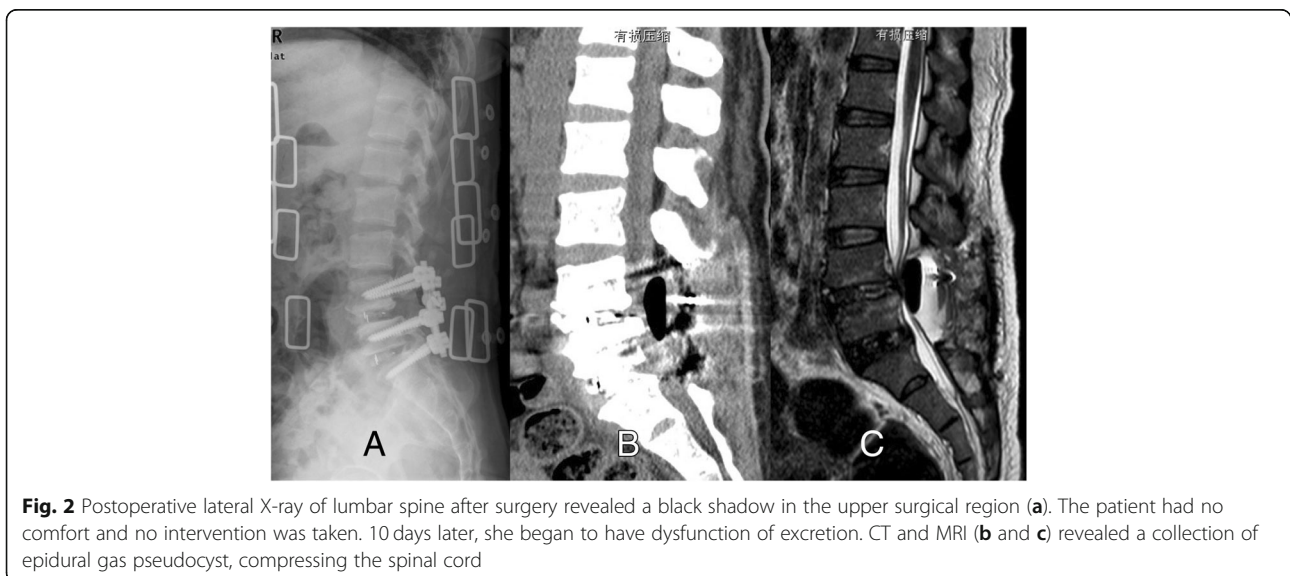 R
lat
有损压缩
有损压缩
A
B
C
Fig. 2 Postoperative lateral X-ray of lumbar spine after surgery revealed a black shadow in the upper surgical region (a). The patient had no
comfort and no intervention was taken. 10 days later, she began to have dysfunction of excretion. CT and MRI (b and c) revealed a collection of
epidural gas pseudocyst, compressing the spinal cord